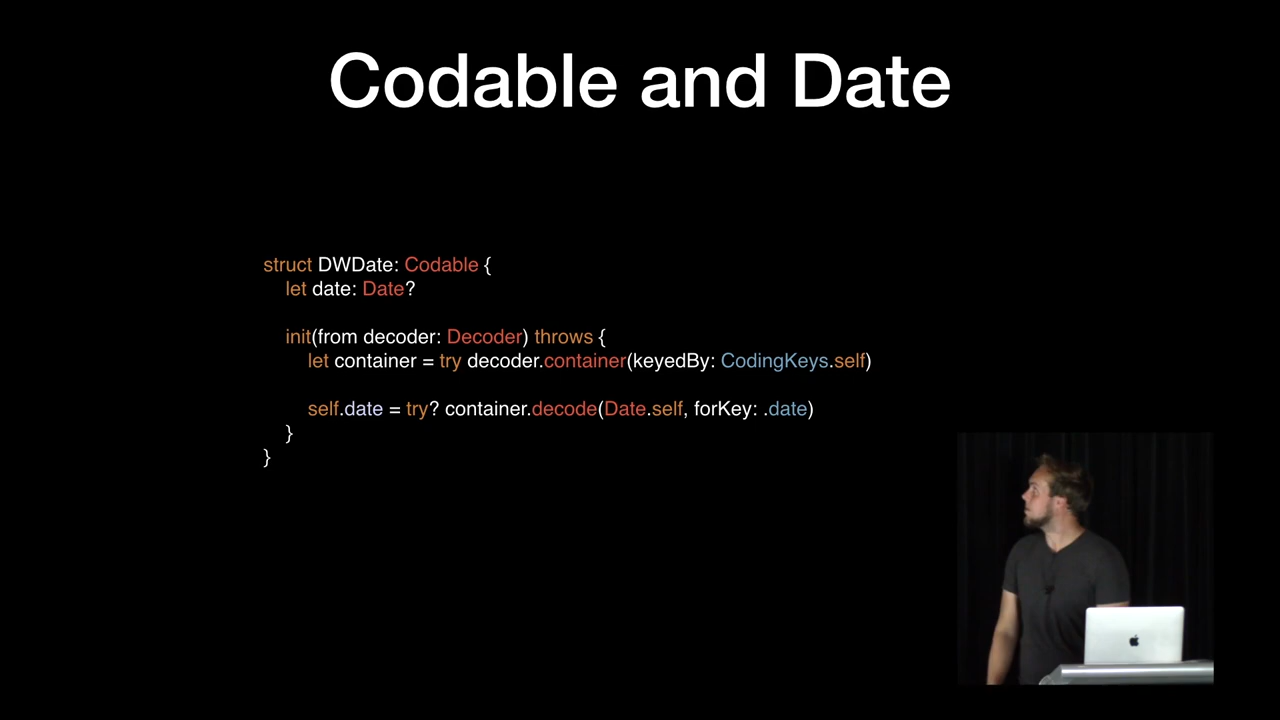 Codable and Date
struct DWDate: Codable {
let date: Date?
init(from decoder: Decoder) throws {
let container = try decoder.container(keyedBy: CodingKeys.self)
self.date = try? container.decode(Date.self, forKey: .date)
}
}